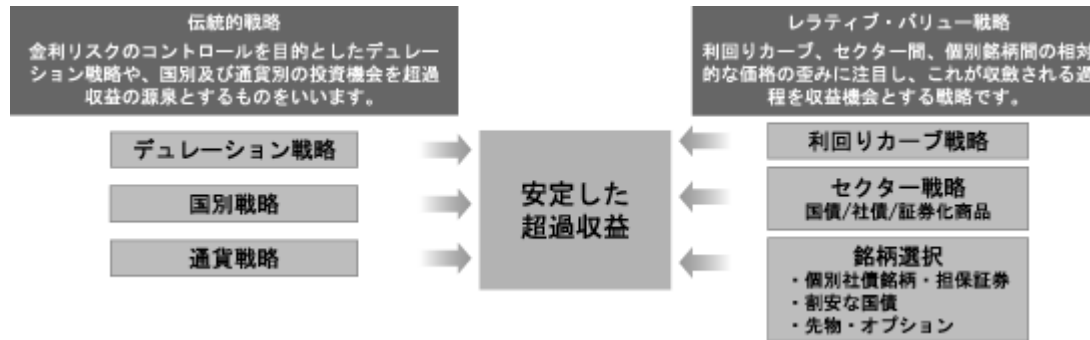 伝統的戦略
金利リスクのコントロールを目的としたデュレー
ション戦略や、国別及び通貨別の投資機会を超過
収益の源泉とするものをいいます。
デュレーション戦略
国別戦略
通貨戦略
安定した
超過収益
レラティブ・バリュー戦略
利回りカーブ、セクター間、個別銘柄間の相対
的な価格の歪みに注目し、これが収斂される過
程を収益機会とする戦略です。
利回りカーブ戦略
セクター戦略
国債/社債/証券化商品
銘柄選択
・個別社債銘柄・担保証券
・割安な国債
・先物・オプション